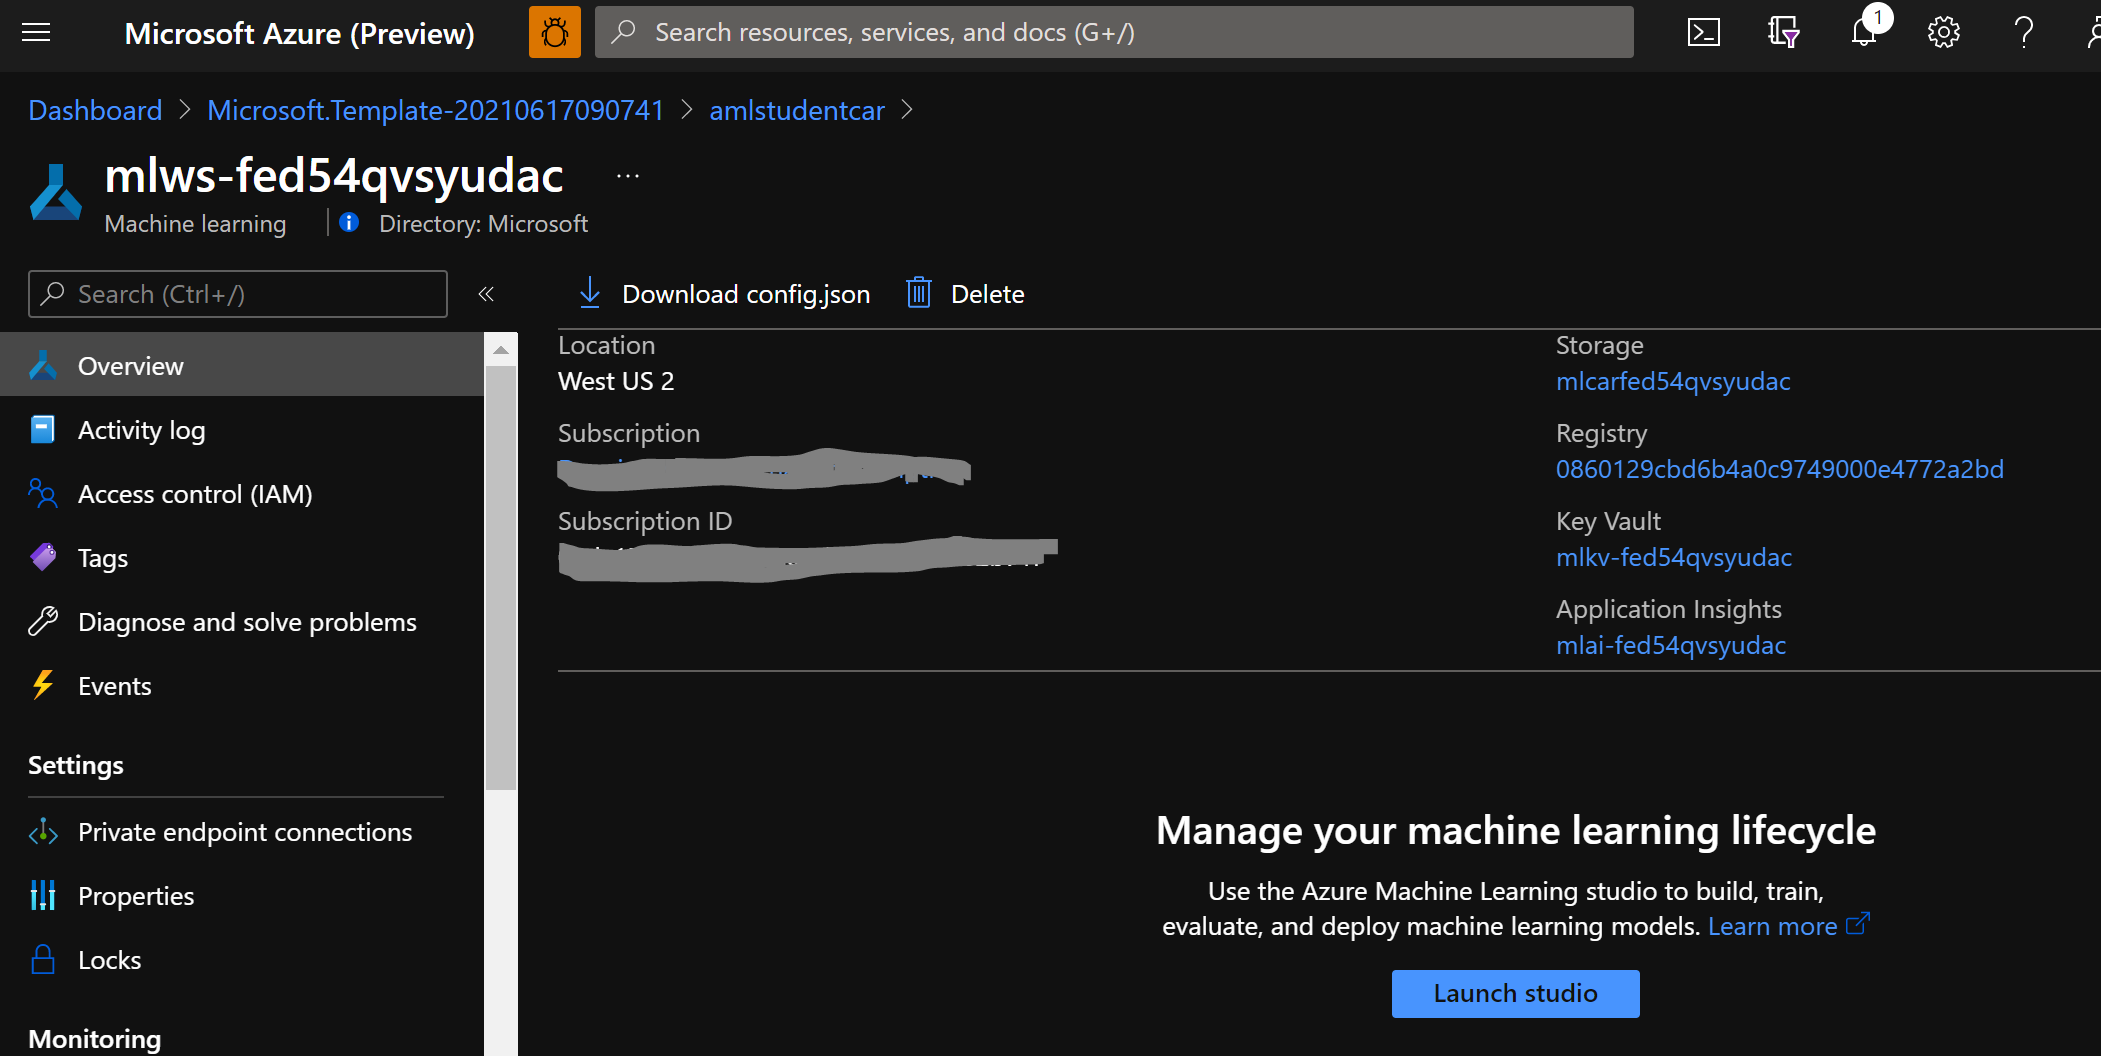 Microsoft Azure (Preview)
Search resources, services, and docs (G+/)
1
Dashboard > Microsoft.Template-20210617090741 > amlstudentcar >
mlws-fed54qvsyudac ...
Machine learning
Directory: Microsoft
Search (Ctrl+/)
«
Download config.json
Delete
Overview
Activity log
Access control (IAM)
Tags
Diagnose and solve problems
Events
Settings
Private endpoint connections
Properties
Locks
Monitoring
Location
West US 2
Subscription
Subscription ID
Storage
mlcarfed54qvsyudac
Registry
0860129cbd6b4a0c9749000e4772a2bd
Key Vault
mlkv-fed54qvsyudac
Application Insights
mlai-fed54qvsyudac
Manage your machine learning lifecycle
Use the Azure Machine Learning studio to build, train,
evaluate, and deploy machine learning models. Learn more
Launch studio